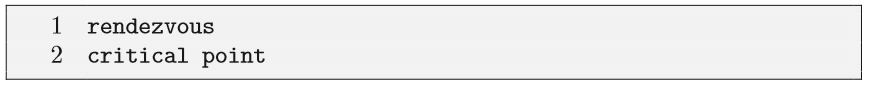 1 rendezvous
2 critical point